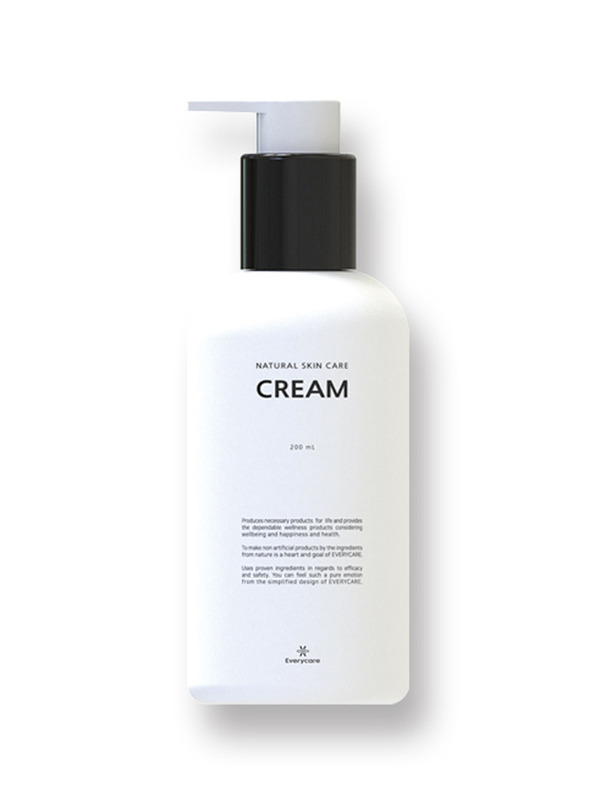 NATURAL SKIN CARE
CREAM
200 mL
Produces necessary products for life and provides
the dependable wellness products considering
wellbeing and happiness and health.
To make non artificial products by the ingredients
from nature is a heart and goal of EVERYCARE.
Uses proven ingredients in regards to efficacy
and safety. You can feel such a pure emotion
from the simplified design of EVERYCARE.
Everycare